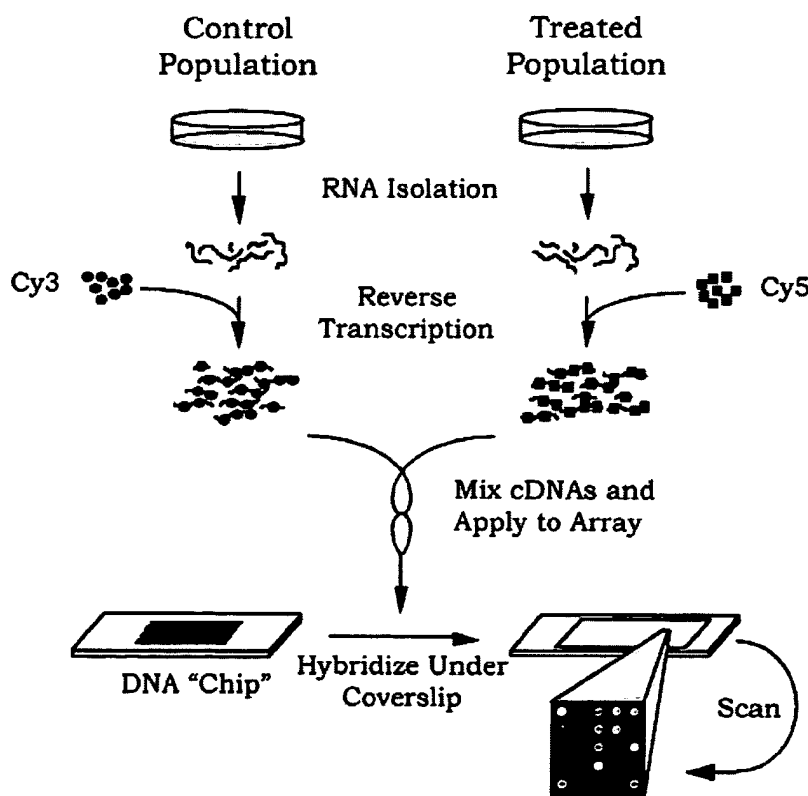 Control
Population
Treated
Population
RNA Isolation
Cy3
Reverse
Transcription
Cy5
Mix cDNAs and
Apply to Array
DNA "Chip"
Hybridize Under
Coverslip
Scan